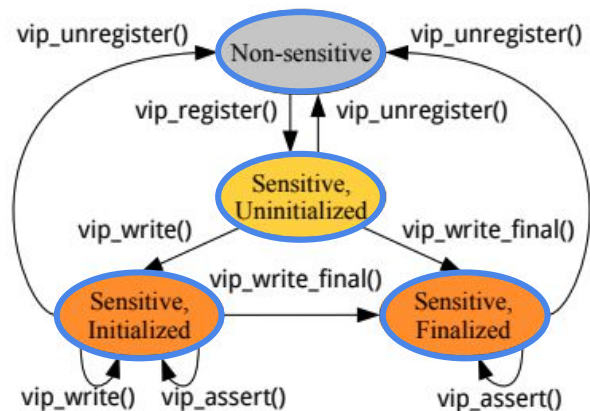 vip_unregister()
vip_unregister()
Non-sensitive
vip_register()
vip_unregister()
Sensitive,
Uninitialized
vip_write()
vip_write_final()
vip_write_final()
Sensitive,
Initialized
Sensitive,
Finalized
vip_write()
vip_assert()
vip_assert()